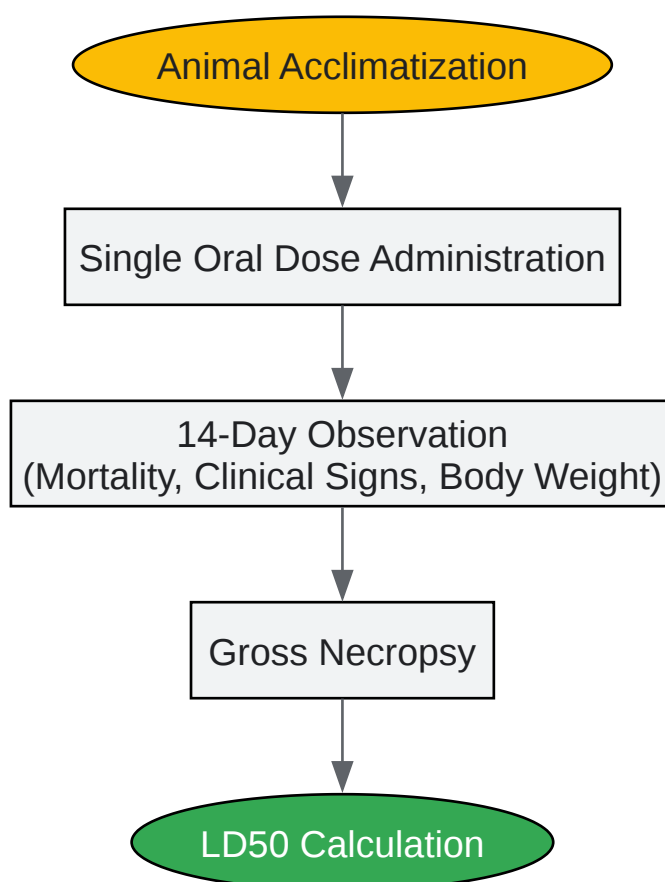 Animal Acclimatization
Single Oral Dose Administration
14-Day Observation
(Mortality, Clinical Signs, Body Weight)
Gross Necropsy
LD50 Calculation